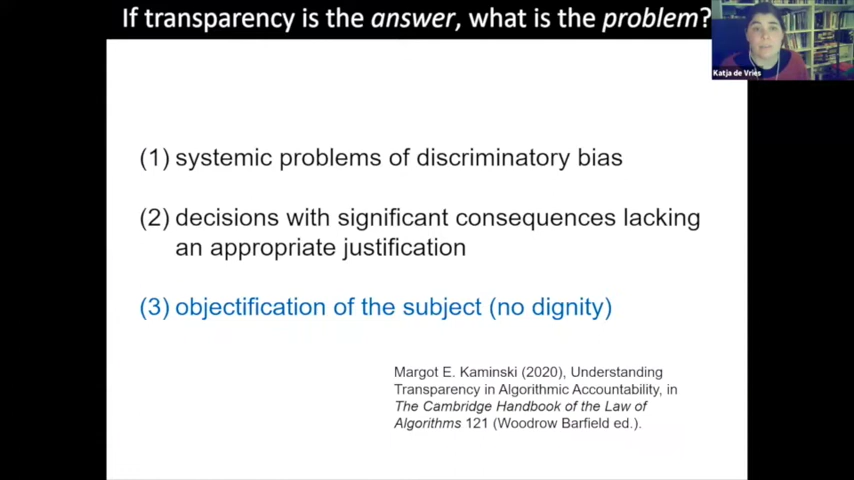 If transparency is the answer, what is the problem?
Katja de Vries
(1) systemic problems of discriminatory bias
(2) decisions with significant consequences lacking
an appropriate justification
(3) objectification of the subject (no dignity)
Margot E. Kaminski (2020), Understanding
Transparency in Algorithmic Accountability, in
The Cambridge Handbook of the Law of
Algorithms 121 (Woodrow Barfield ed.).